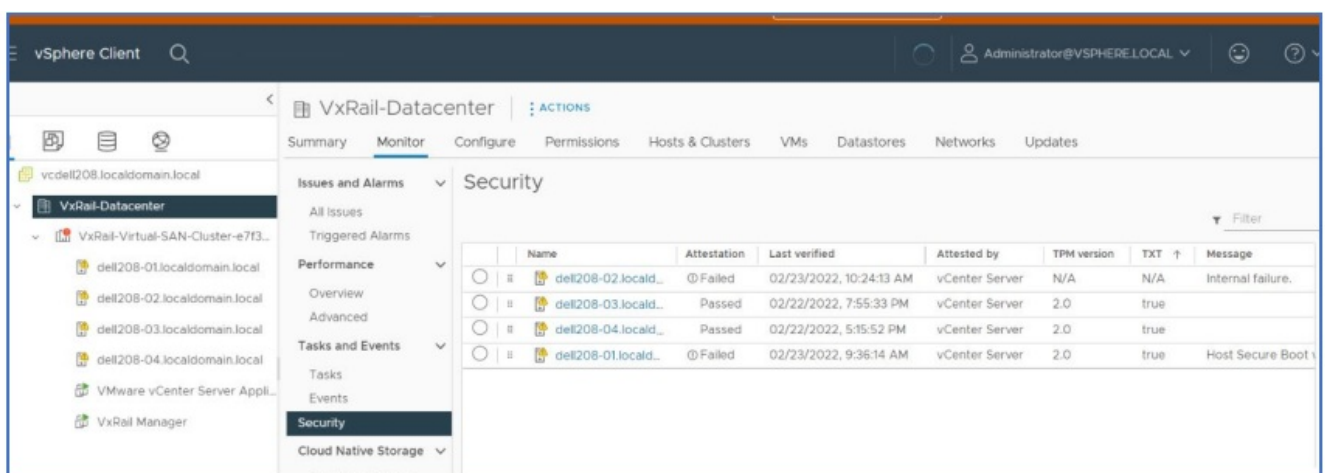 vSphere Client
Administrator@VSPHERE.LOCAL
VxRail-Datacenter
ACTIONS
Summary Monitor Configure Permissions Hosts & Clusters VMs Datastores Networks Updates
vcdell208.localdomain.local
VxRail-Datacenter
VxRail-Virtual-SAN-Cluster-e7f3...
dell208-01.localdomain.local
dell208-02.localdomain.local
dell208-03.localdomain.local
dell208-04.localdomain.local
VMware vCenter Server Appli...
VxRail Manager
Issues and Alarms
All Issues
Triggered Alarms
Performance
Overview
Advanced
Tasks and Events
Tasks
Events
Security
Cloud Native Storage
Security
Filter
Name Attestation Last verified Attested by TPM version TXT Message
dell208-02.locald... Failed 02/23/2022, 10:24:13 AM vCenter Server N/A N/A Internal failure.
dell208-03.locald... Passed 02/22/2022, 7:55:33 PM vCenter Server 2.0 true
dell208-04.locald... Passed 02/22/2022, 5:15:52 PM vCenter Server 2.0 true
dell208-01.locald... Failed 02/23/2022, 9:36:14 AM vCenter Server 2.0 true Host Secure Boot